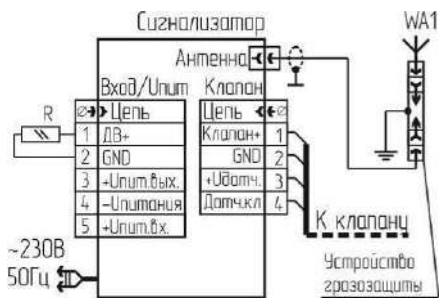 Сигнализатор
WA1
Антенна
Вход/Uпит
Клапан
Цепь
Цепь
R
1 ДВ+
Клапан+ 1
2 GND
GND 2
3 +Uпит.вых.
+Uдатч. 3
4 -Uпитания
Датч.кл 4
5 +Uпит.вх.
К клапану
~230В
50Гц
Устройство
грозозащиты